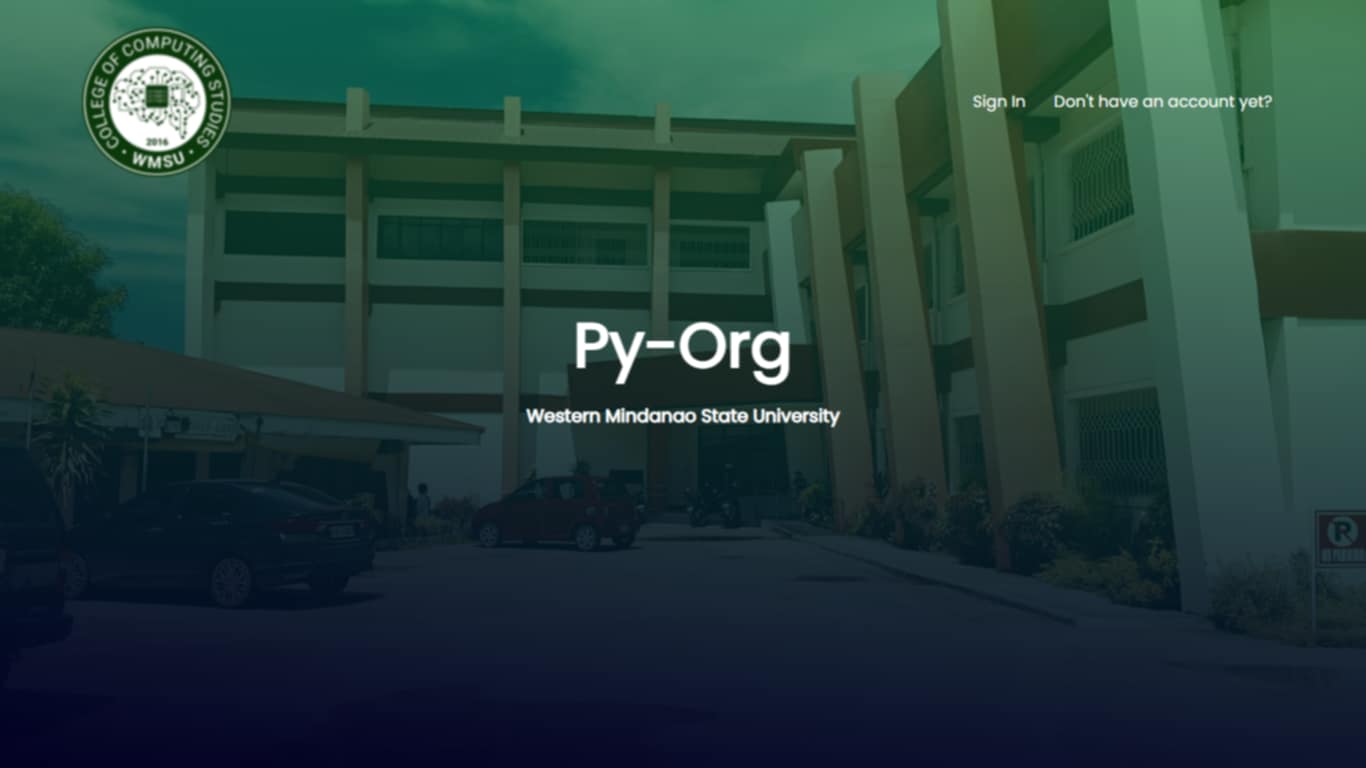 COLLEGE OF COMPUTING STUDIES
2016
WMSU
Sign In
Don't have an account yet?
Py-Org
Western Mindanao State University
R